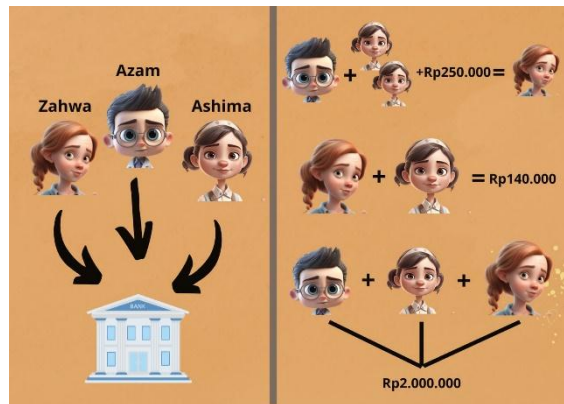 Azam
Zahwa
Ashima
BANK
+
+Rp250.000=
+
= Rp140.000
+ +
Rp2.000.000